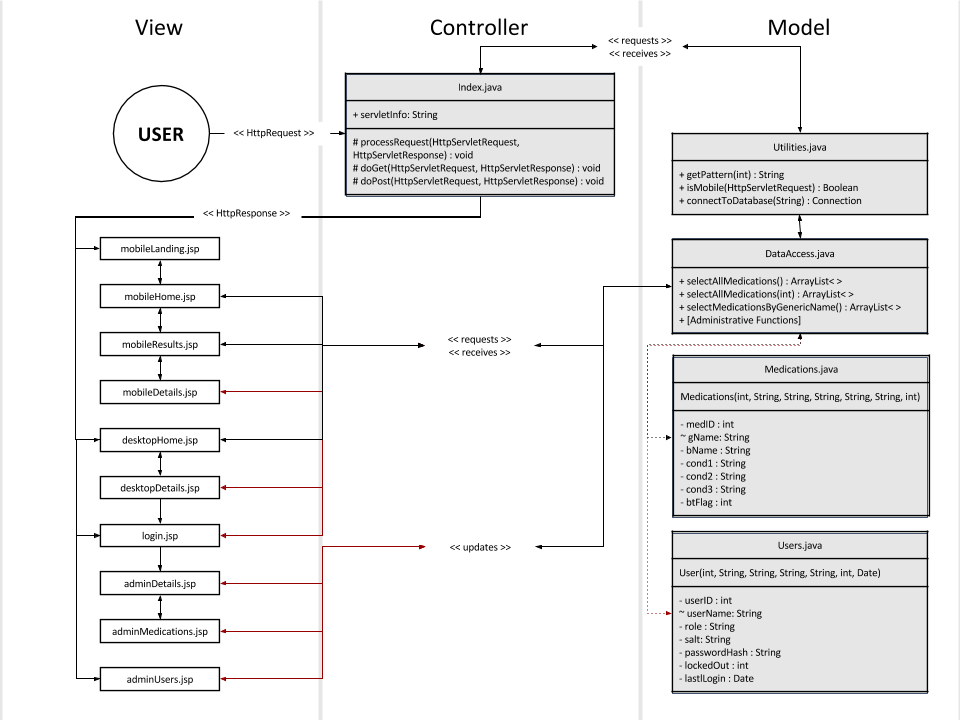 View
Controller
Model
<< requests >>
<< receives >>
USER
<< HttpRequest >>
Index.java
+ servletInfo: String
# processRequest(HttpServletRequest,
HttpServletResponse) : void
# doGet(HttpServletRequest, HttpServletResponse) : void
# doPost(HttpServletRequest, HttpServletResponse) : void
Utilities.java
+ getPattern(int) : String
+ isMobile(HttpServletRequest) : Boolean
+ connectToDatabase(String) : Connection
<< HttpResponse >>
mobileLanding.jsp
mobileHome.jsp
mobileResults.jsp
mobileDetails.jsp
desktopHome.jsp
desktopDetails.jsp
login.jsp
adminDetails.jsp
adminMedications.jsp
adminUsers.jsp
<< requests >>
<< receives >>
<< updates >>
DataAccess.java
+ selectAllMedications() : ArrayList< >
+ selectAllMedications(int) : ArrayList< >
+ selectMedicationsByGenericName() : ArrayList< >
+ [Administrative Functions]
Medications.java
Medications(int, String, String, String, String, String, int)
- medID : int
~ gName: String
- bName : String
- cond1 : String
- cond2 : String
- cond3 : String
- btFlag : int
Users.java
User(int, String, String, String, String, int, Date)
- userID : int
~ userName: String
- role : String
- salt: String
- passwordHash : String
- lockedOut : int
- lastlLogin : Date